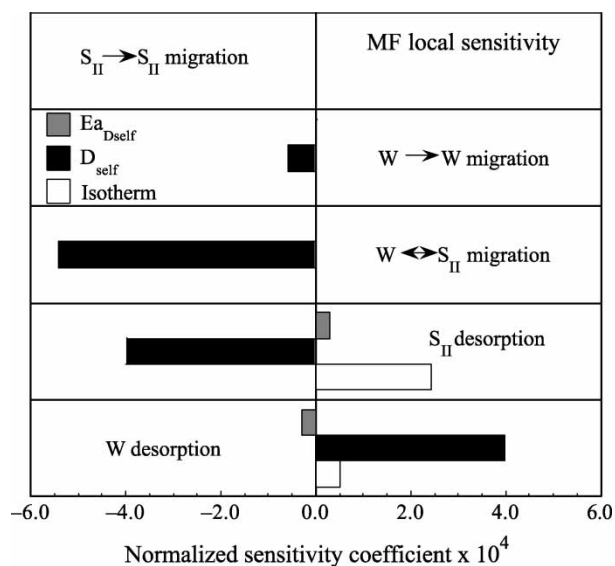 S_II → S_II migration
MF local sensitivity
Ea_Dself
D_self
Isotherm
W → W migration
W ↔ S_II migration
S_II desorption
W desorption
–6.0 –4.0 –2.0 0.0 2.0 4.0 6.0
Normalized sensitivity coefficient x 10^4